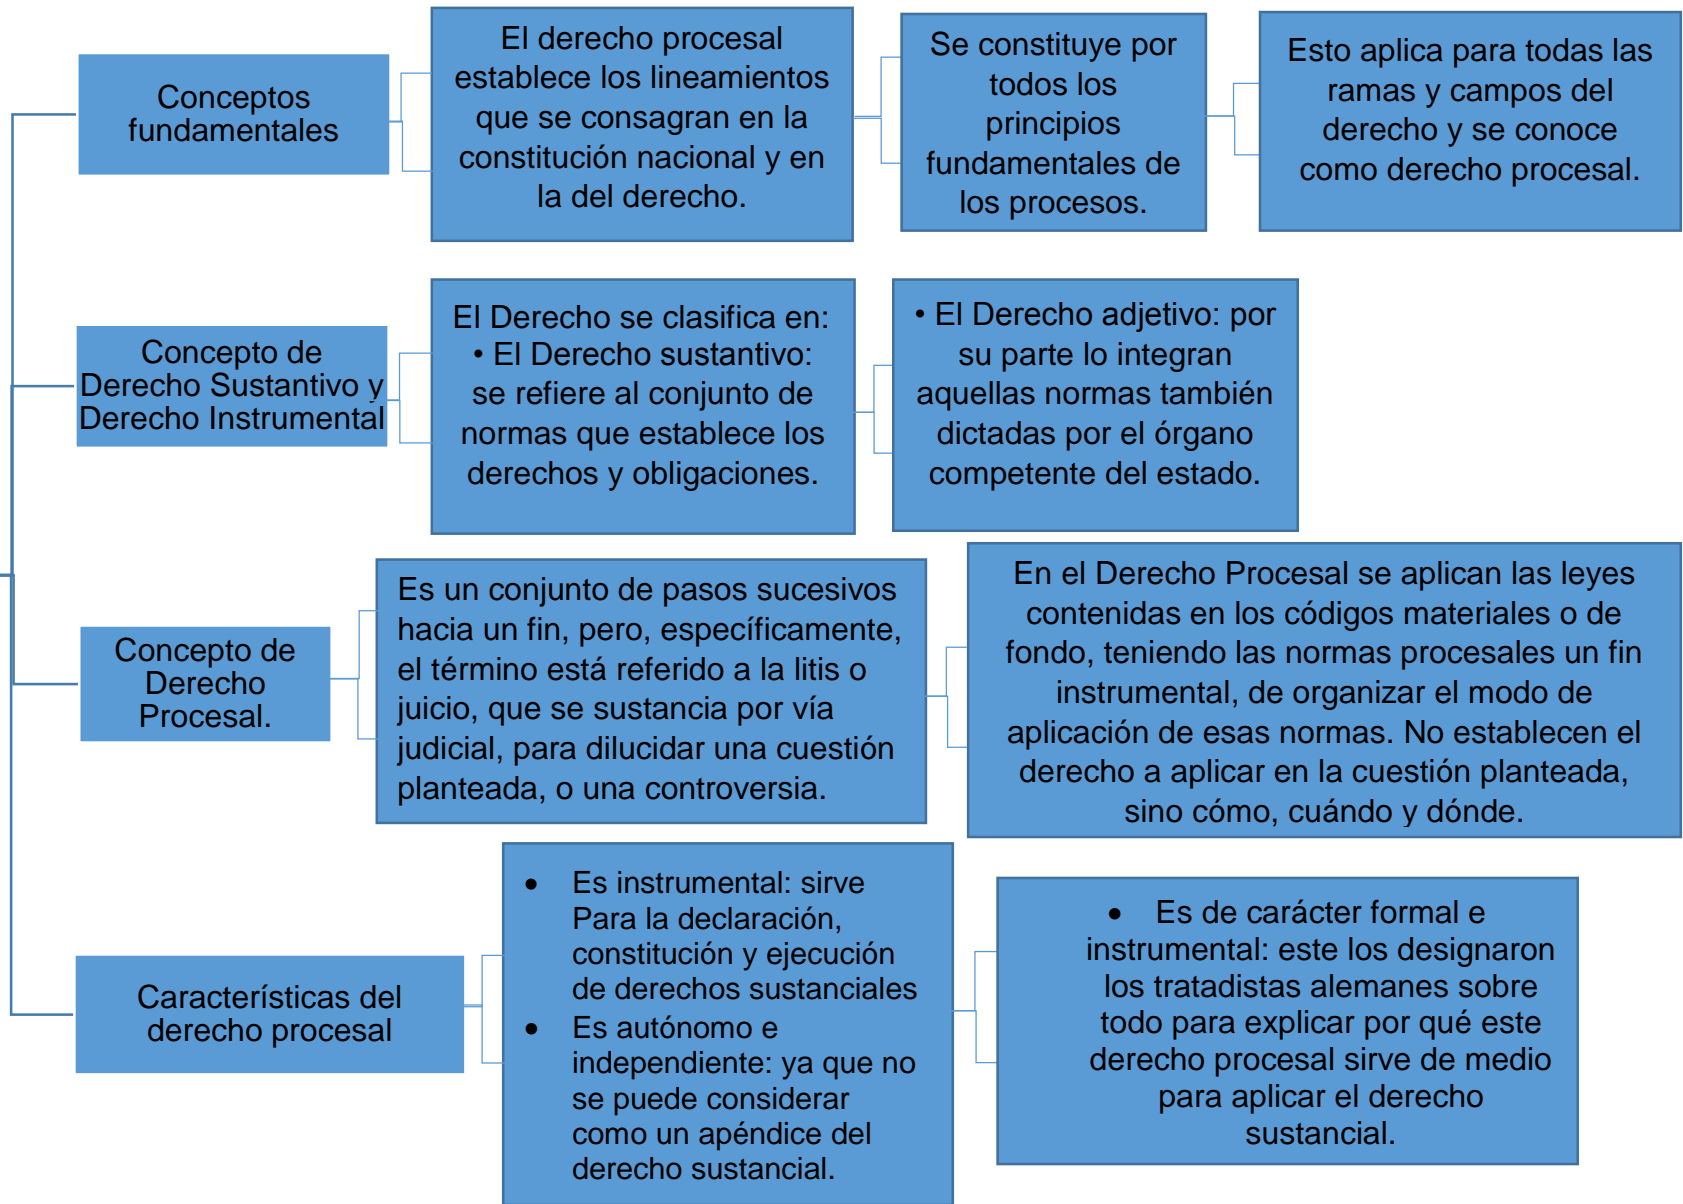 Conceptos
fundamentales
El derecho procesal
establece los lineamientos
que se consagran en la
constitución nacional y en
la del derecho.
Se constituye por
todos los
principios
fundamentales de
los procesos.
Esto aplica para todas las
ramas y campos del
derecho y se conoce
como derecho procesal.
Concepto de
Derecho Sustantivo y
Derecho Instrumental
El Derecho se clasifica en:
• El Derecho sustantivo:
se refiere al conjunto de
normas que establece los
derechos y obligaciones.
• El Derecho adjetivo: por
su parte lo integran
aquellas normas también
dictadas por el órgano
competente del estado.
Concepto de
Derecho
Procesal.
Es un conjunto de pasos sucesivos
hacia un fin, pero, específicamente,
el término está referido a la litis o
juicio, que se sustancia por vía
judicial, para dilucidar una cuestión
planteada, o una controversia.
En el Derecho Procesal se aplican las leyes
contenidas en los códigos materiales o de
fondo, teniendo las normas procesales un fin
instrumental, de organizar el modo de
aplicación de esas normas. No establecen el
derecho a aplicar en la cuestión planteada,
sino cómo, cuándo y dónde.
Características del
derecho procesal
• Es instrumental: sirve
Para la declaración,
constitución y ejecución
de derechos sustanciales
• Es autónomo e
independiente: ya que no
se puede considerar
como un apéndice del
derecho sustancial.
• Es de carácter formal e
instrumental: este los designaron
los tratadistas alemanes sobre
todo para explicar por qué este
derecho procesal sirve de medio
para aplicar el derecho
sustancial.